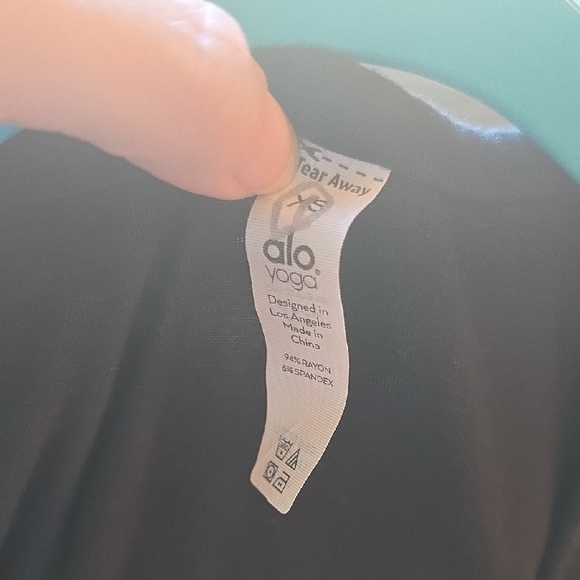 Tear Away
XS
alo
yoga®
Designed in
Los Angeles
Made in
China
94% RAYON
6% SPANDEX